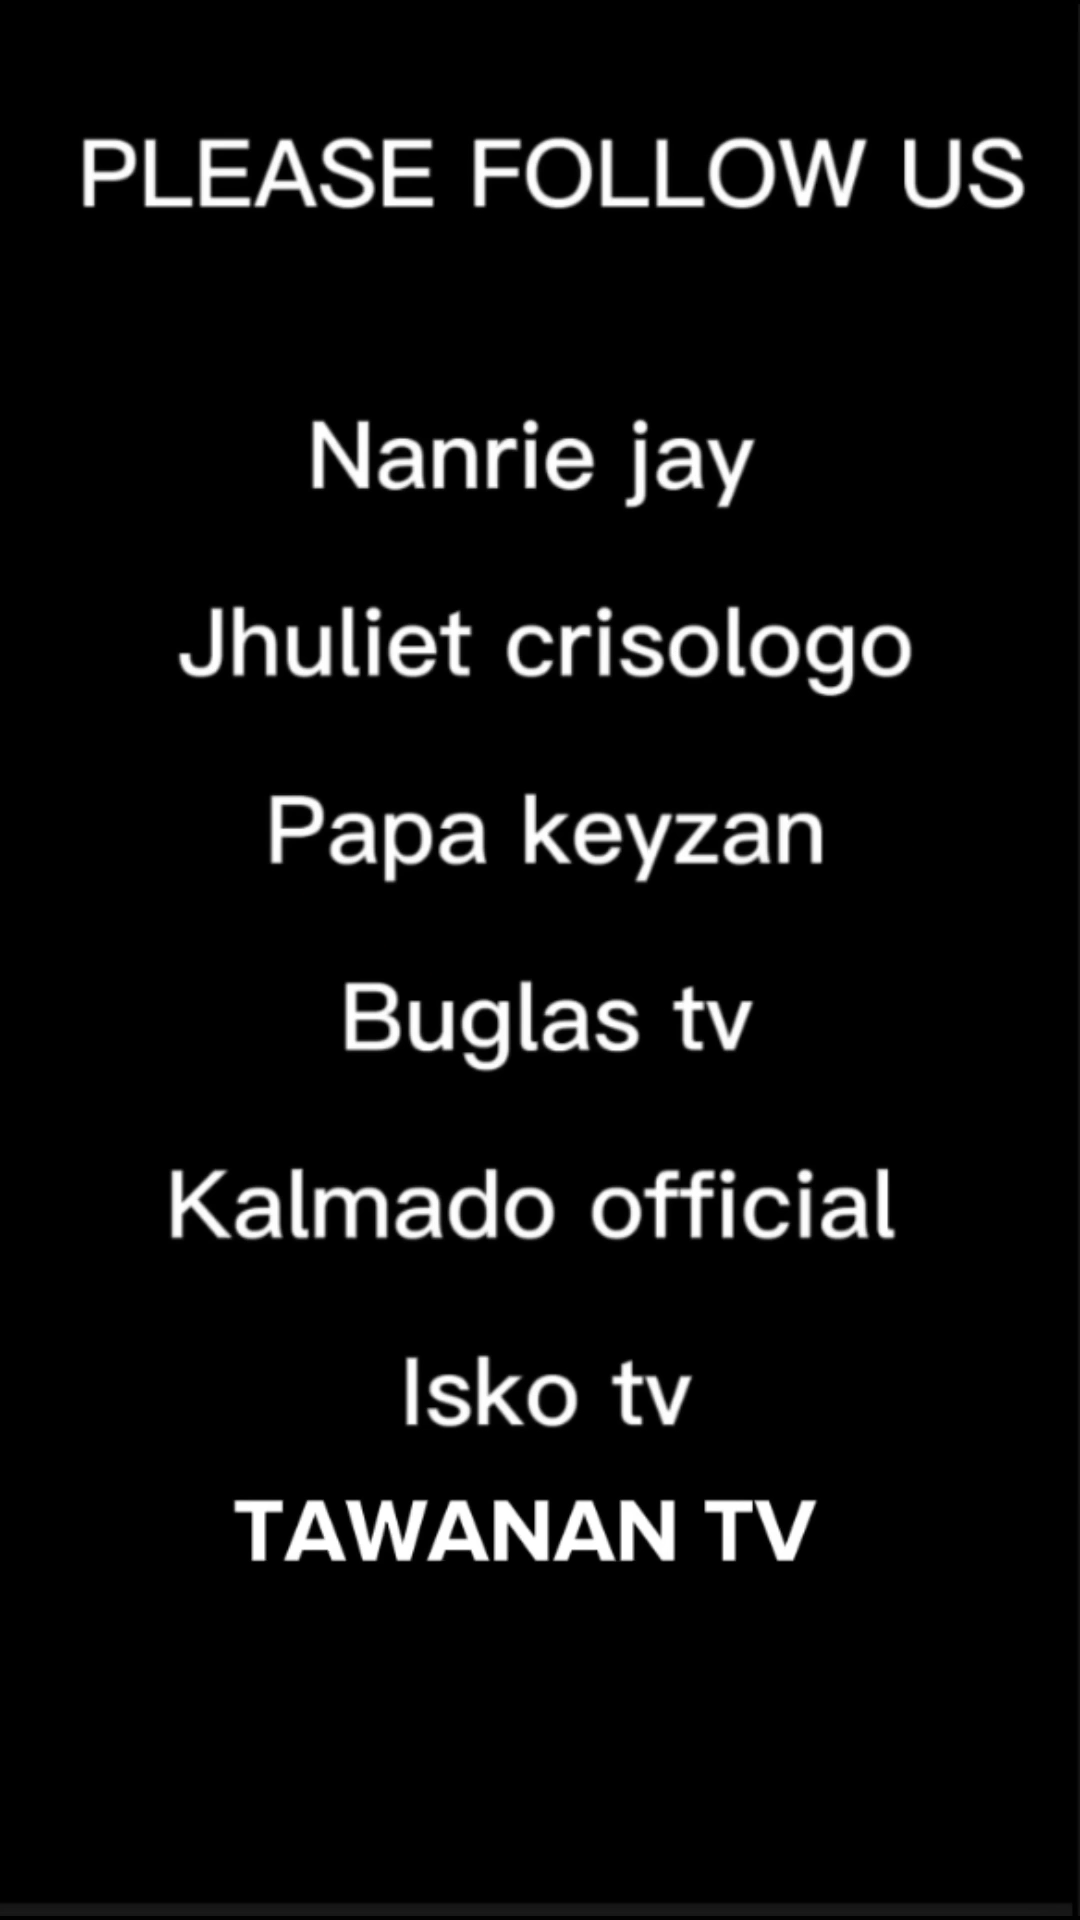 PLEASE FOLLOW US
Nanrie jay
Jhuliet crisologo
Papa keyzan
Buglas tv
Kalmado official
Isko tv
TAWANAN TV